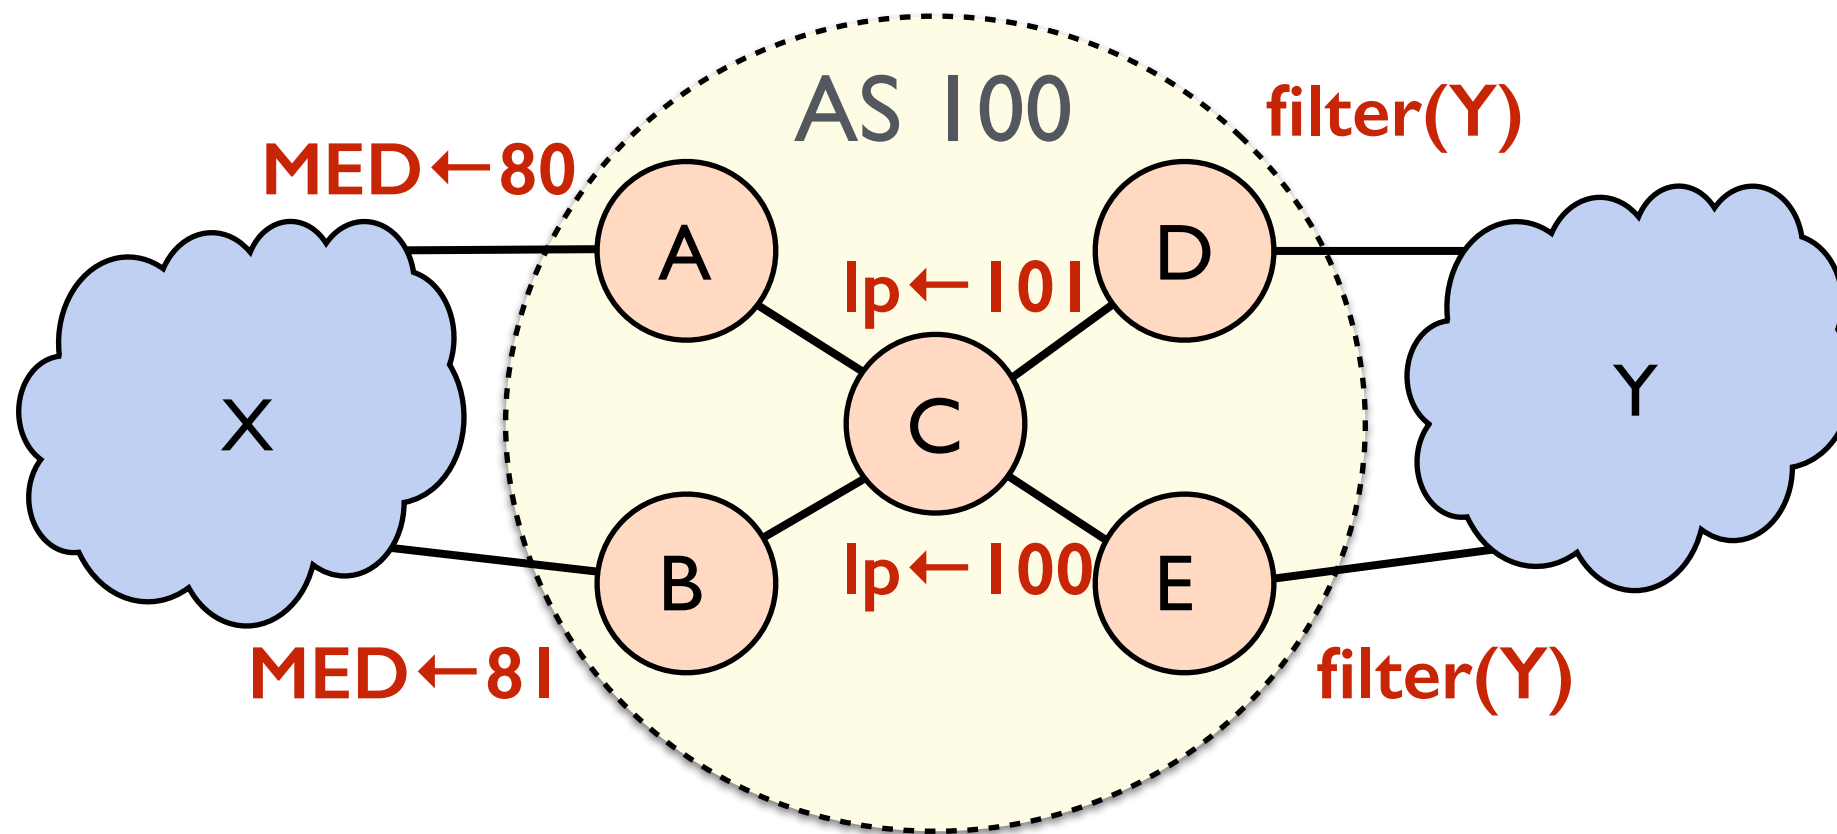 AS 100
filter(Y)
MED←80
A
D
lp←101
X
C
Y
lp←100
B
E
MED←81
filter(Y)